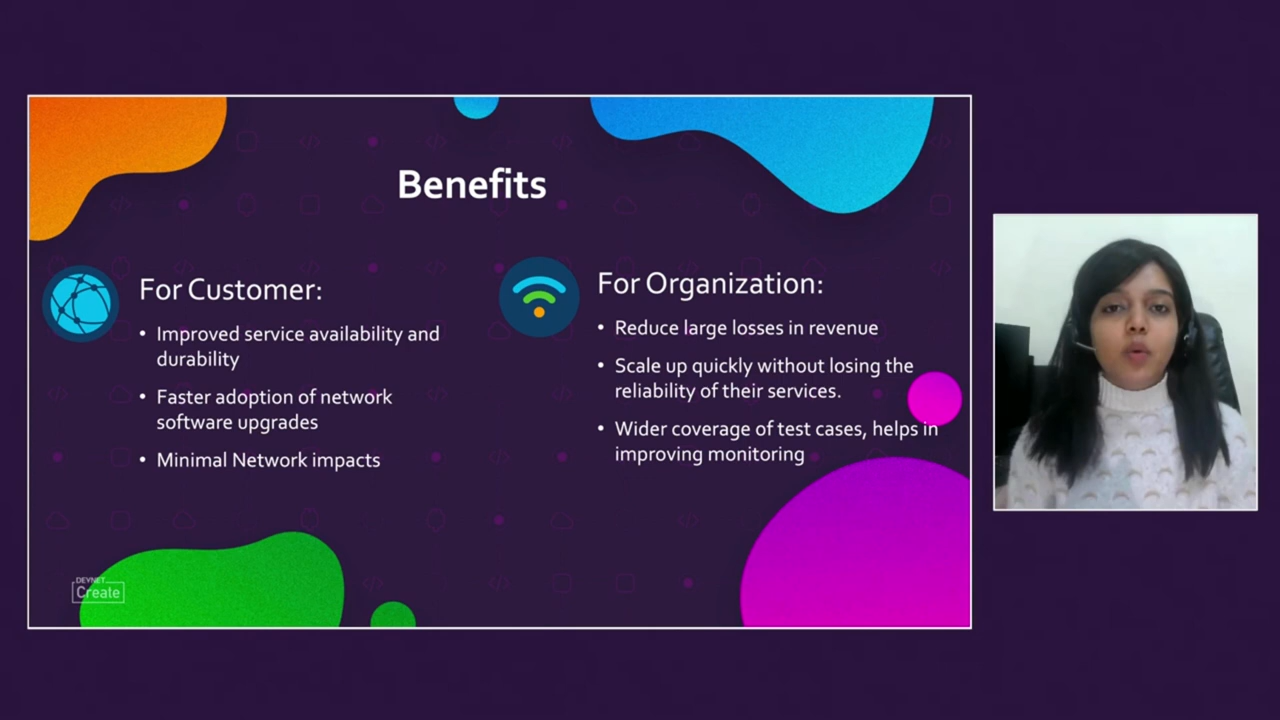 Benefits
For Customer:
• Improved service availability and
durability
• Faster adoption of network
software upgrades
• Minimal Network impacts
For Organization:
• Reduce large losses in revenue
• Scale up quickly without losing the
reliability of their services.
• Wider coverage of test cases, helps in
improving monitoring
DEVNET
Create